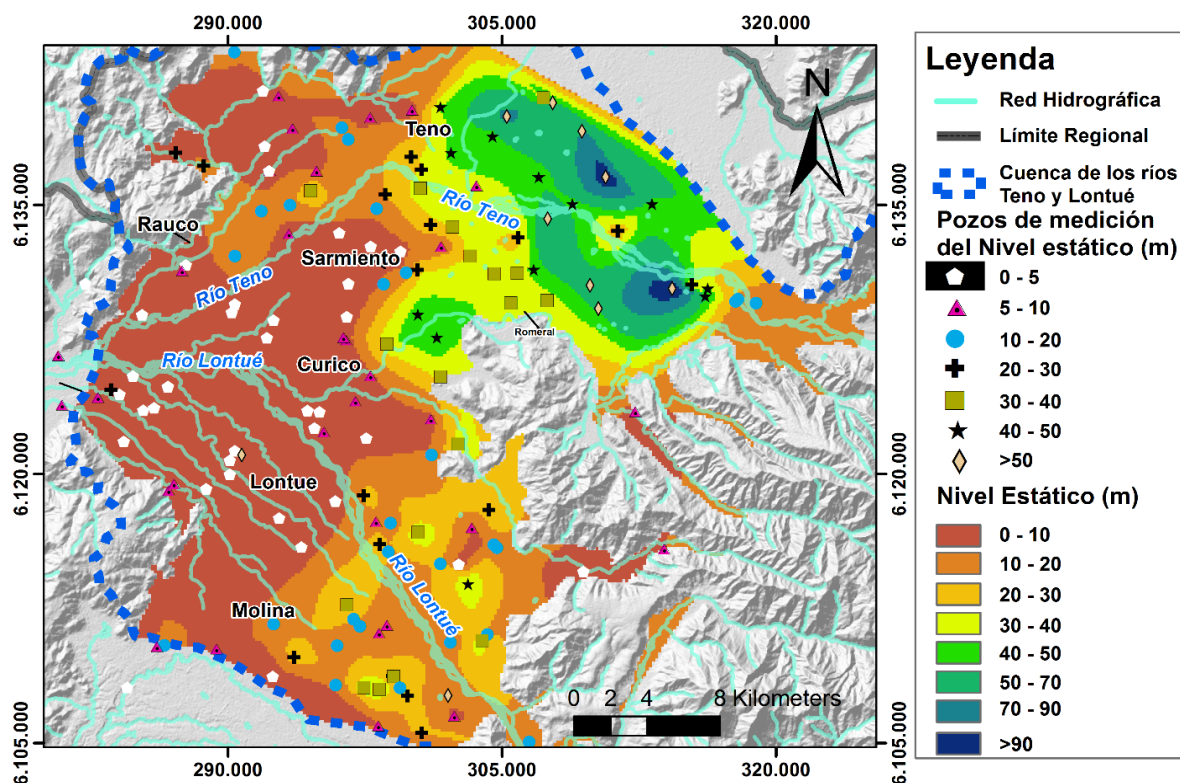 290.000
305.000
320.000
6.135.000
6.120.000
6.105.000
6.135.000
6.120.000
6.105.000
290.000
305.000
320.000
N
Teno
Río Teno
Rauco
Sarmiento
Río Teno
Romeral
Río Lontué
Curico
Lontue
Molina
Río Lontué
0 2 4 8 Kilometers
Leyenda
Red Hidrográfica
Límite Regional
Cuenca de los ríos
Teno y Lontué
Pozos de medición
del Nivel estático (m)
0 - 5
5 - 10
10 - 20
20 - 30
30 - 40
40 - 50
>50
Nivel Estático (m)
0 - 10
10 - 20
20 - 30
30 - 40
40 - 50
50 - 70
70 - 90
>90